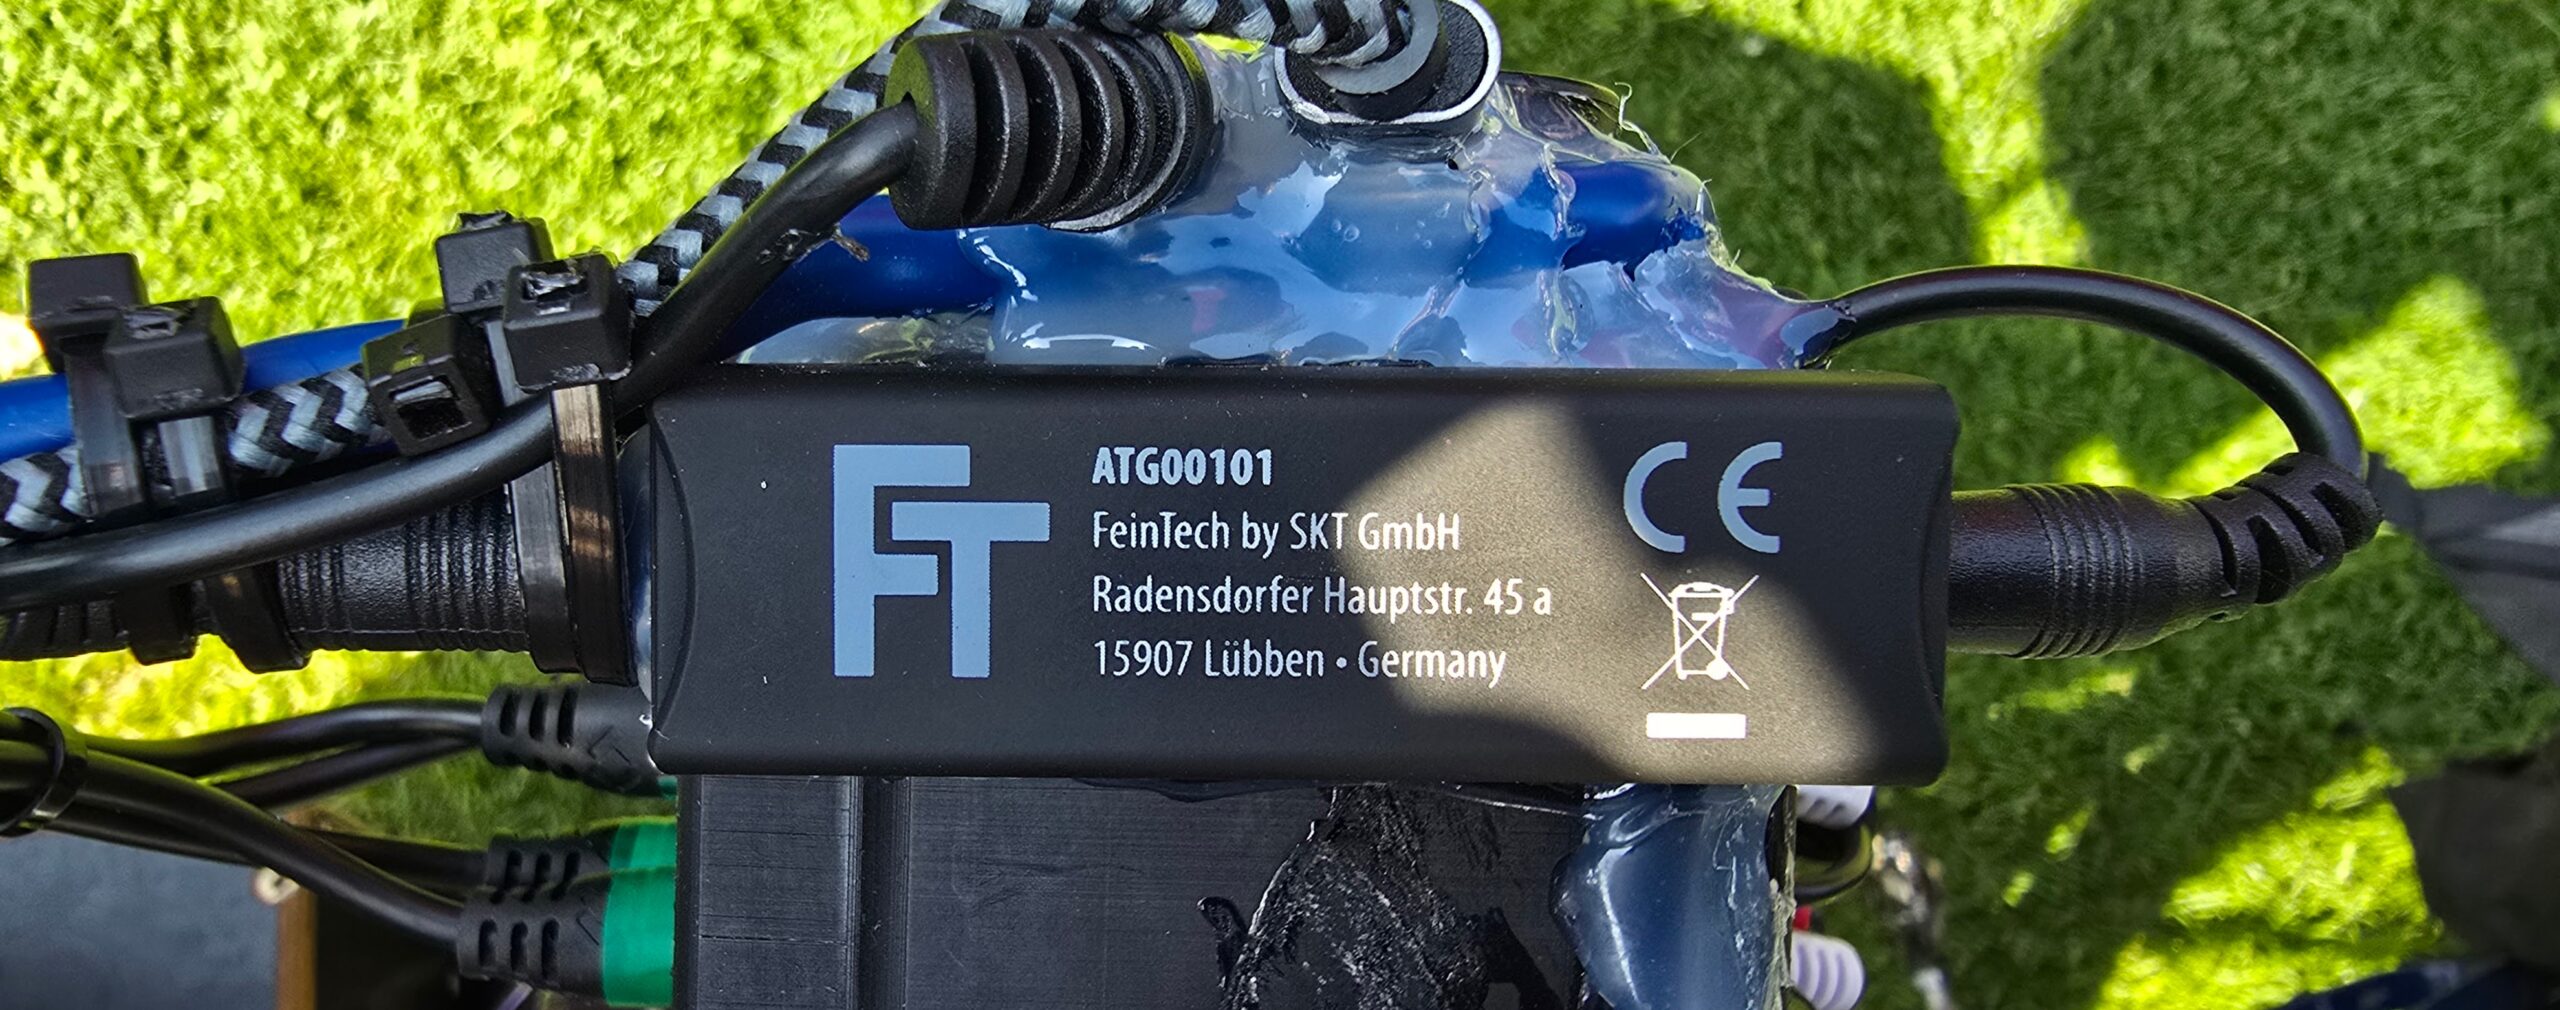 FT
ATG00101
FeinTech by SKT GmbH
Radensdorfer Hauptstr. 45 a
15907 Lübben • Germany
CE